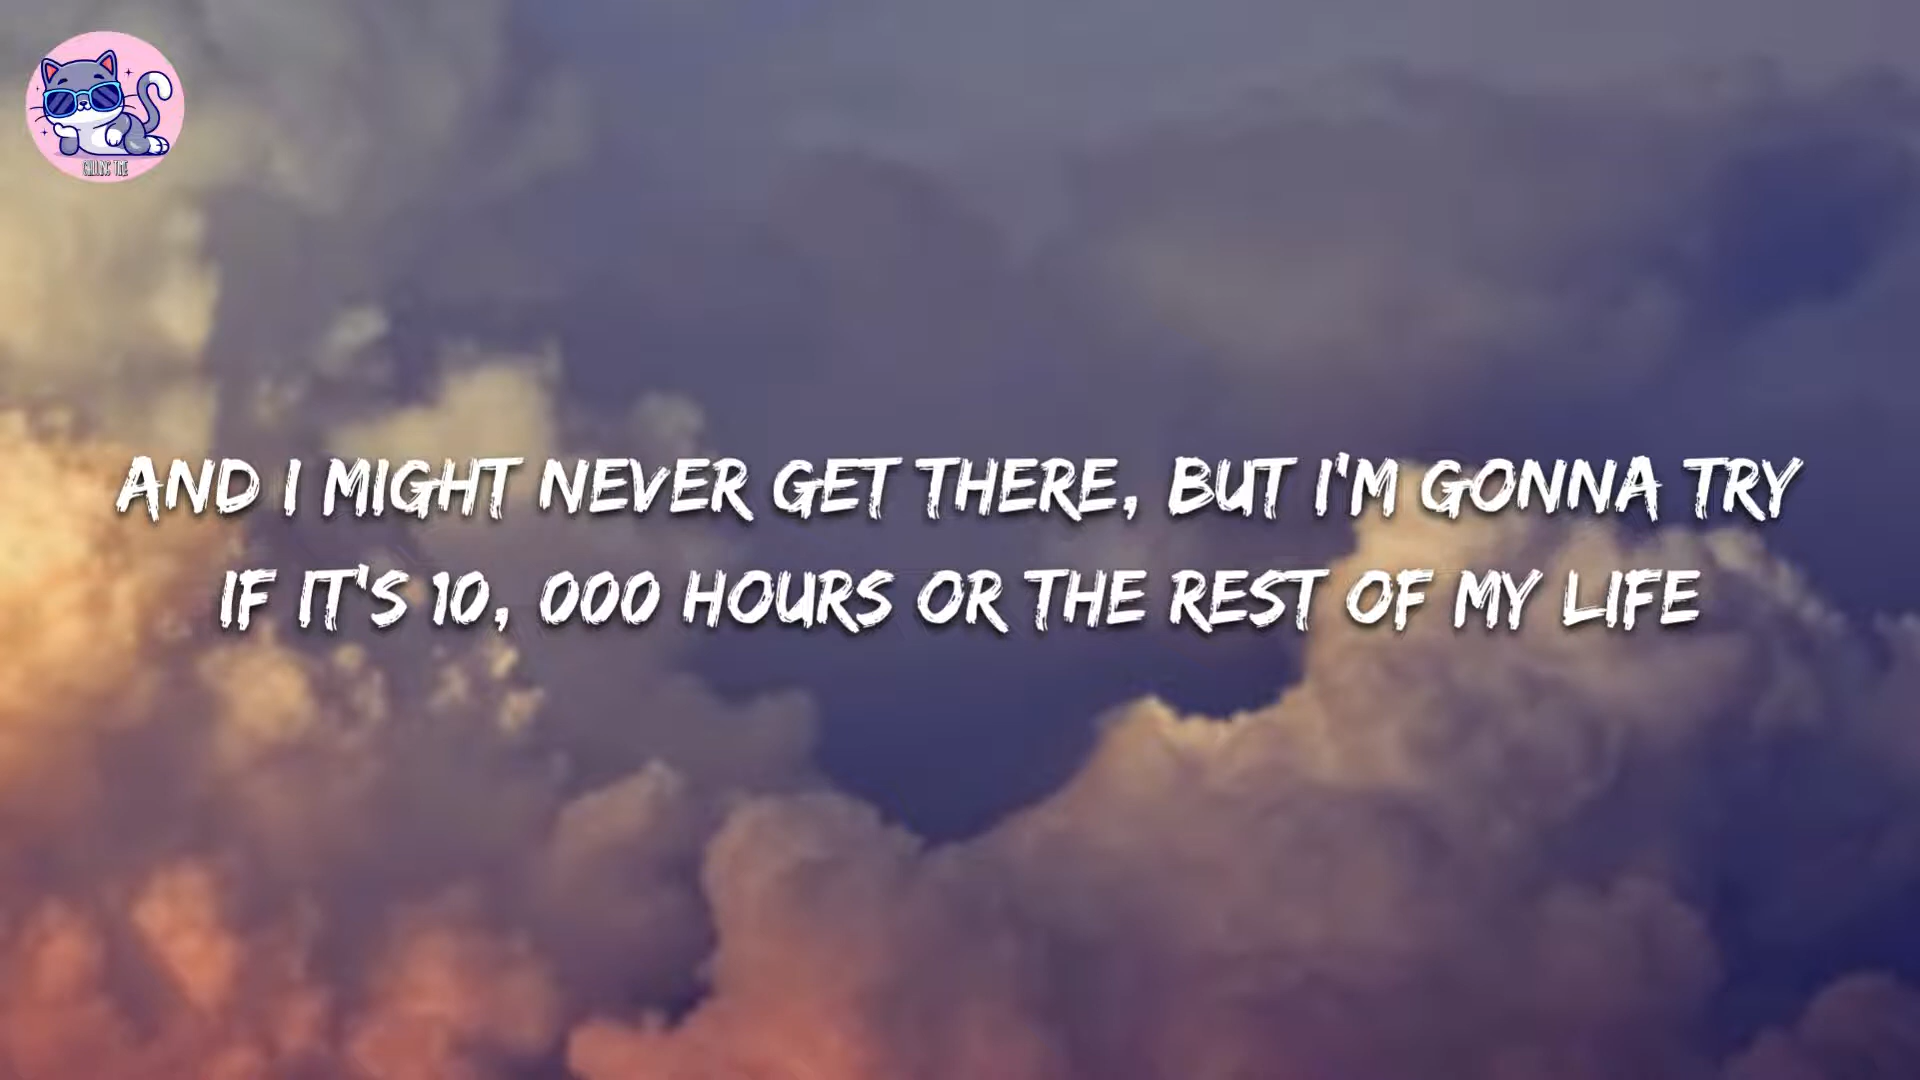 AND I MIGHT NEVER GET THERE, BUT I'M GONNA TRY
IF IT'S 10, 000 HOURS OR THE REST OF MY LIFE